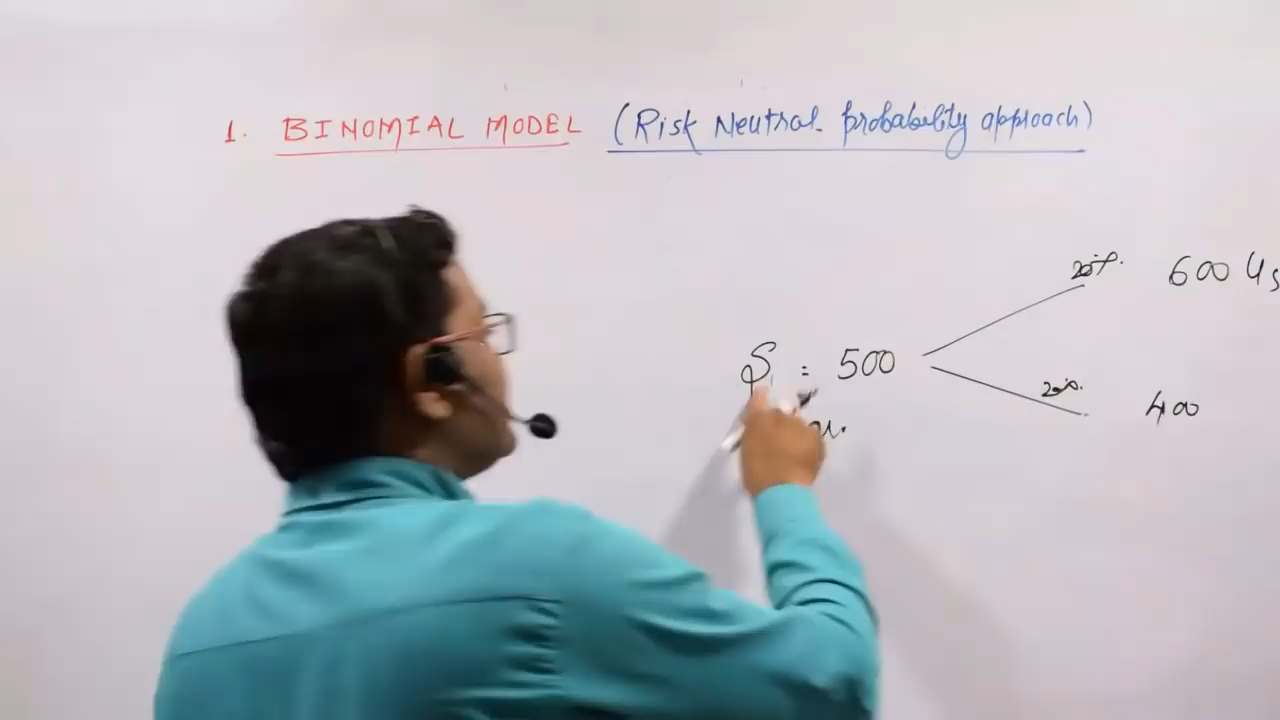 1. BINOMIAL MODEL (Risk Neutral probability approach)
20%. 600 U
S = 500
20%. 400